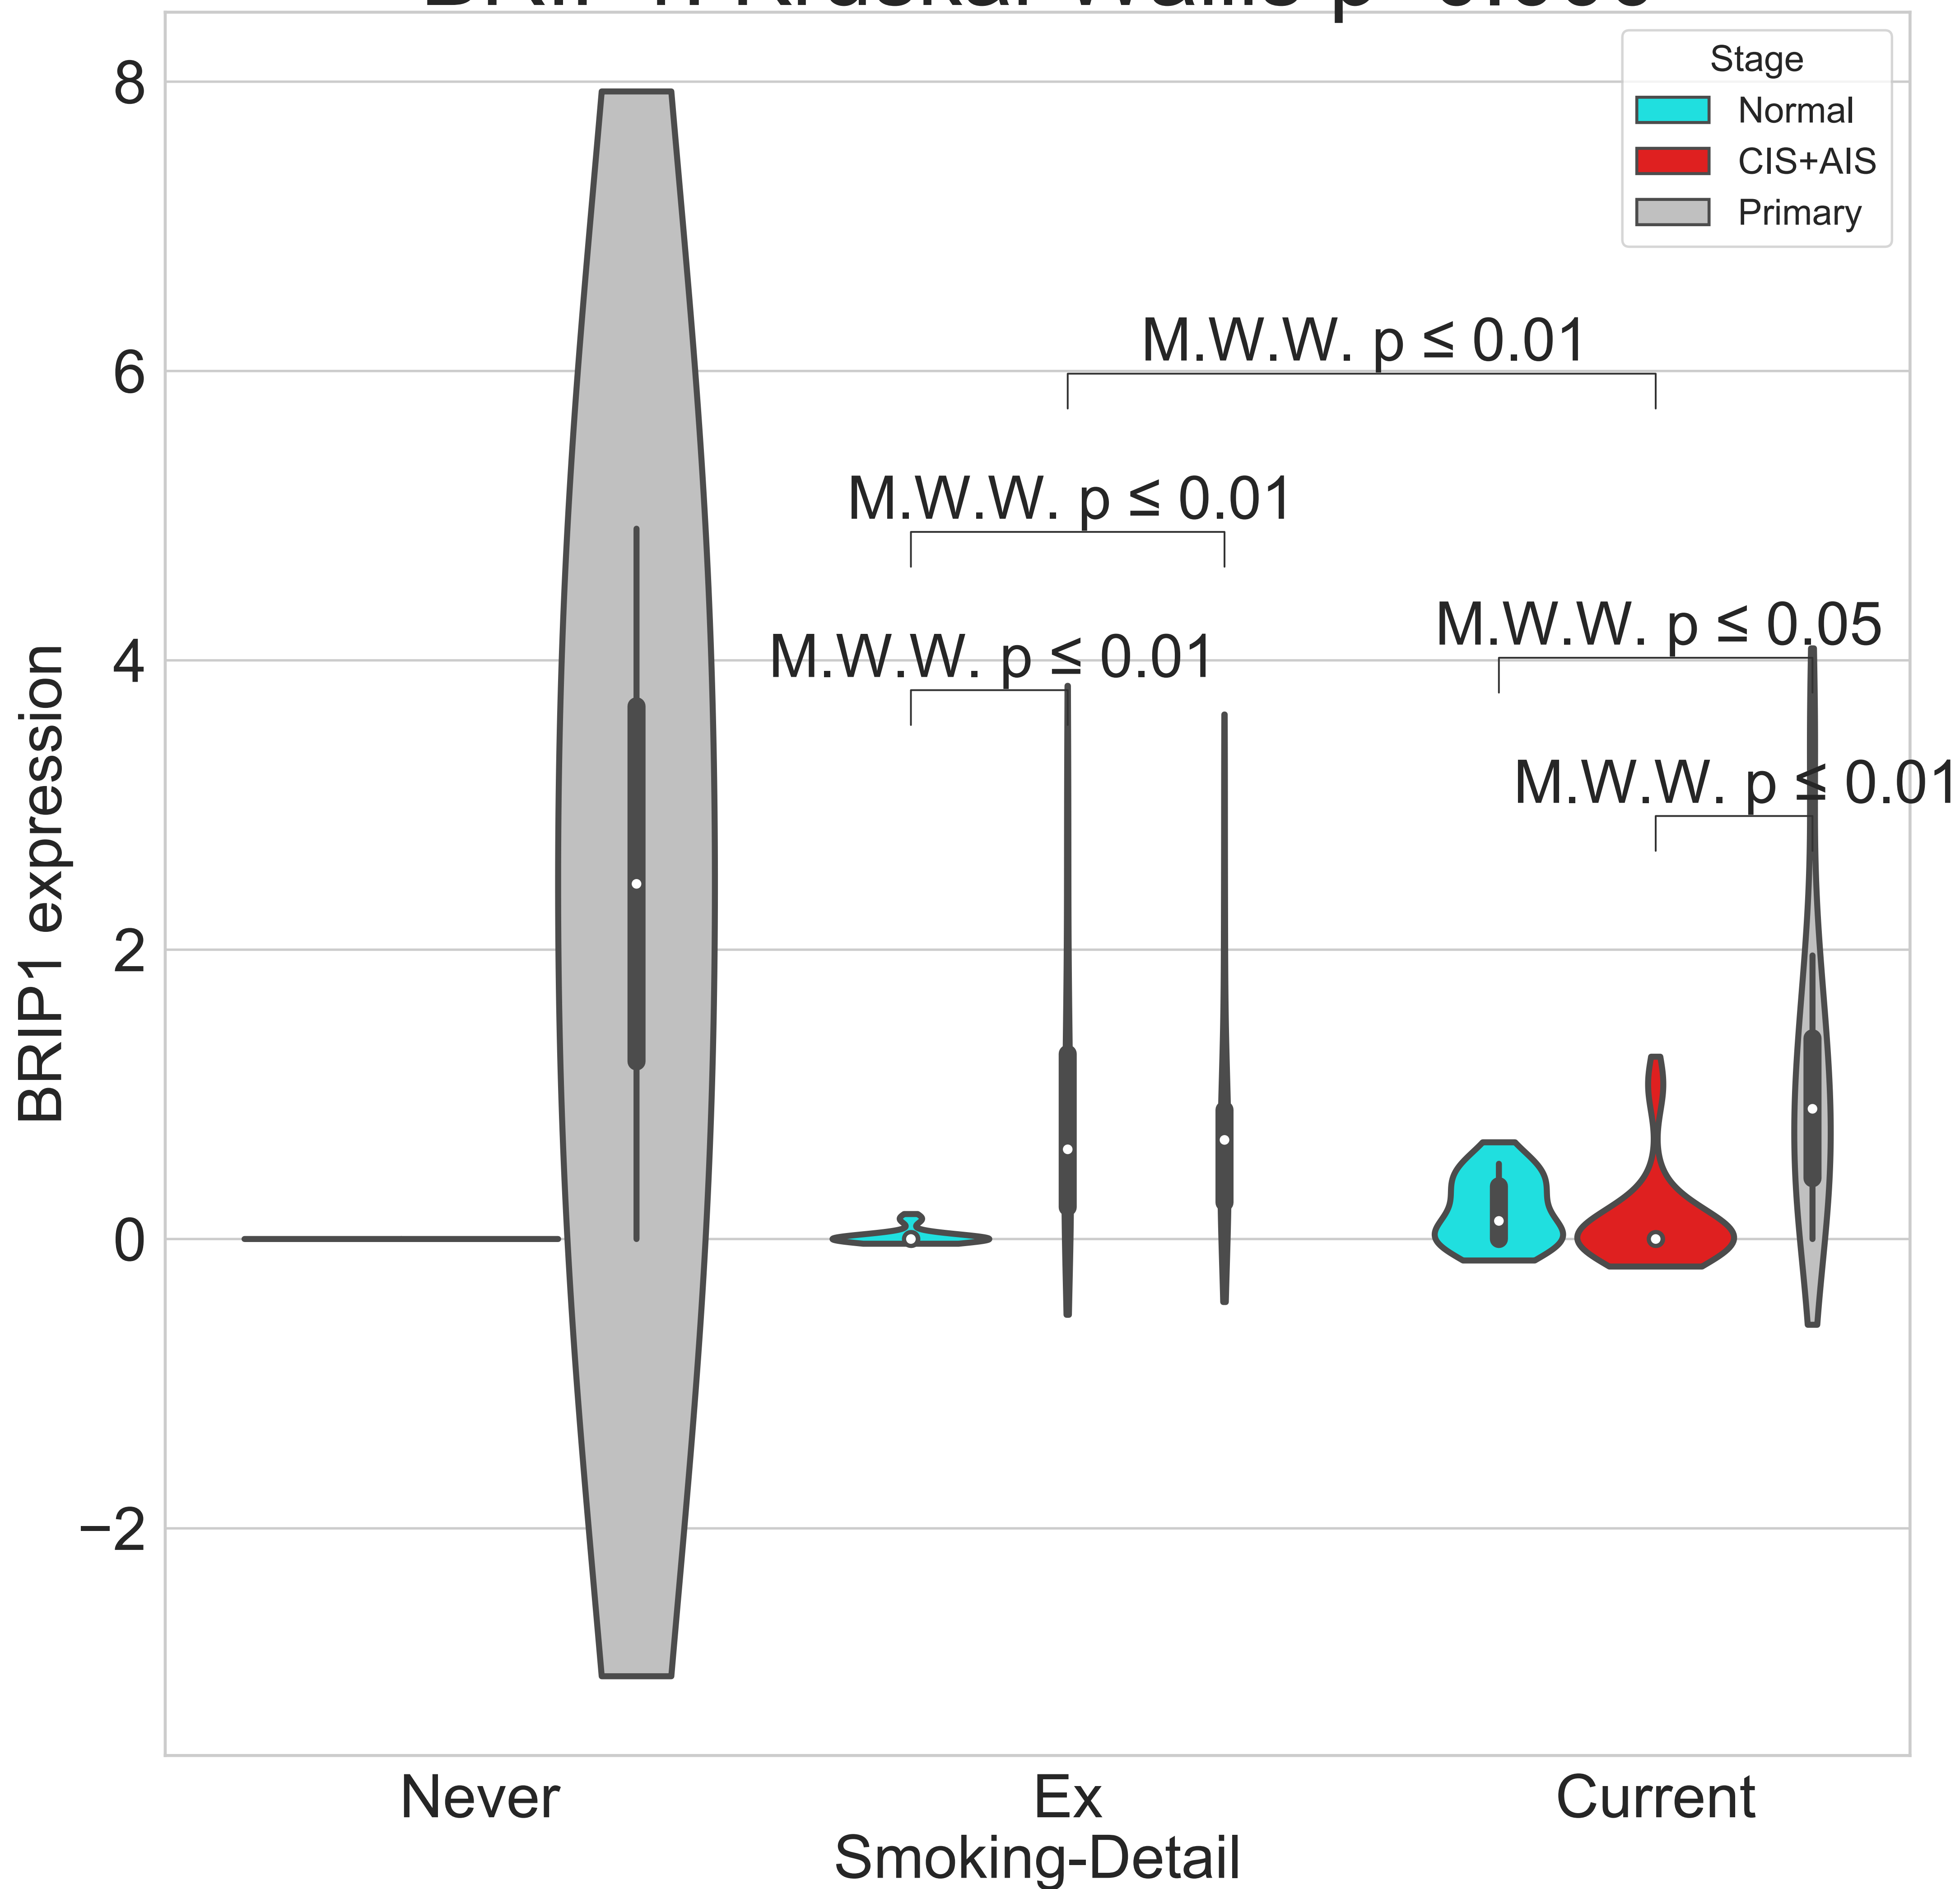 Stage
Normal
CIS+AIS
Primary
8
6
4
2
0
−2
BRIP1 expression
M.W.W. p ≤ 0.01
M.W.W. p ≤ 0.01
M.W.W. p ≤ 0.01
M.W.W. p ≤ 0.05
M.W.W. p ≤ 0.01
Never
Ex
Current
Smoking-Detail